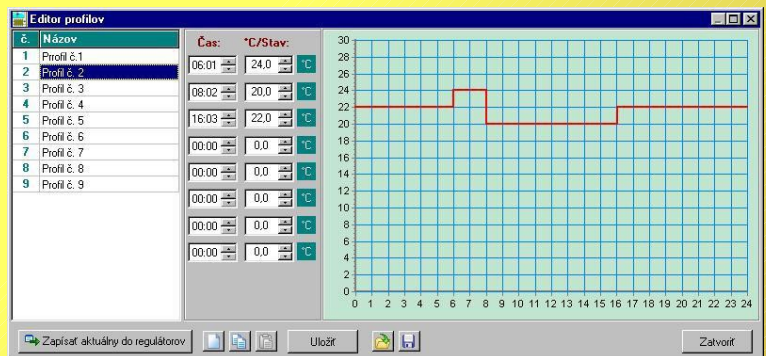 Editor profilov
č. Názov
1 Prrofil č.1
2 Profil č. 2
3 Profil č. 3
4 Profil č. 4
5 Profil č. 5
6 Profil č. 6
7 Profil č. 7
8 Profil č. 8
9 Profil č. 9
Čas: °C/Stav:
06:01 24,0 °C
08:02 20,0 °C
16:03 22,0 °C
00:00 0,0 °C
00:00 0,0 °C
00:00 0,0 °C
00:00 0,0 °C
00:00 0,0 °C
30
28
26
24
22
20
18
16
14
12
10
8
6
4
2
0
0 1 2 3 4 5 6 7 8 9 10 11 12 13 14 15 16 17 18 19 20 21 22 23 24
Zapísať aktuálny do regulátorov
Uložiť
Zatvoriť